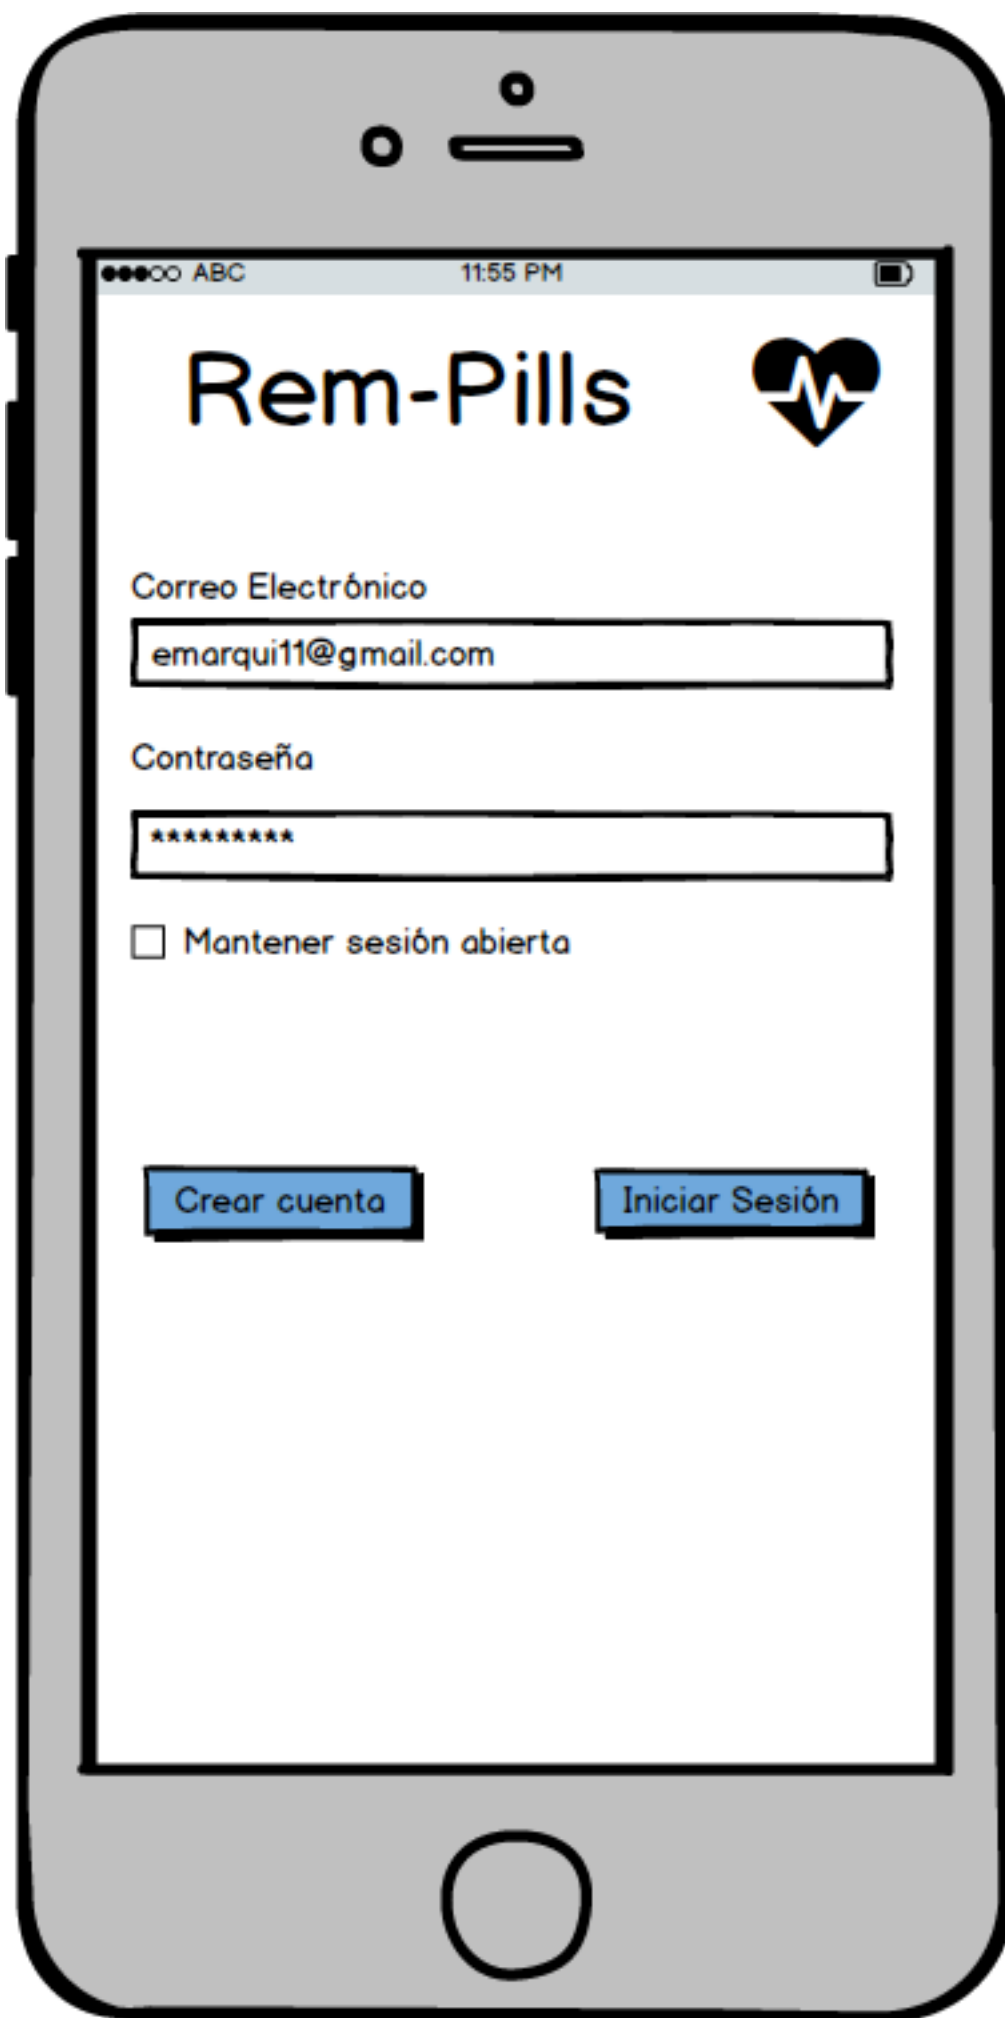 ABC 11:55 PM
Rem-Pills
Correo Electrónico
emarqui11@gmail.com
Contraseña
*********
Mantener sesión abierta
Crear cuenta Iniciar Sesión